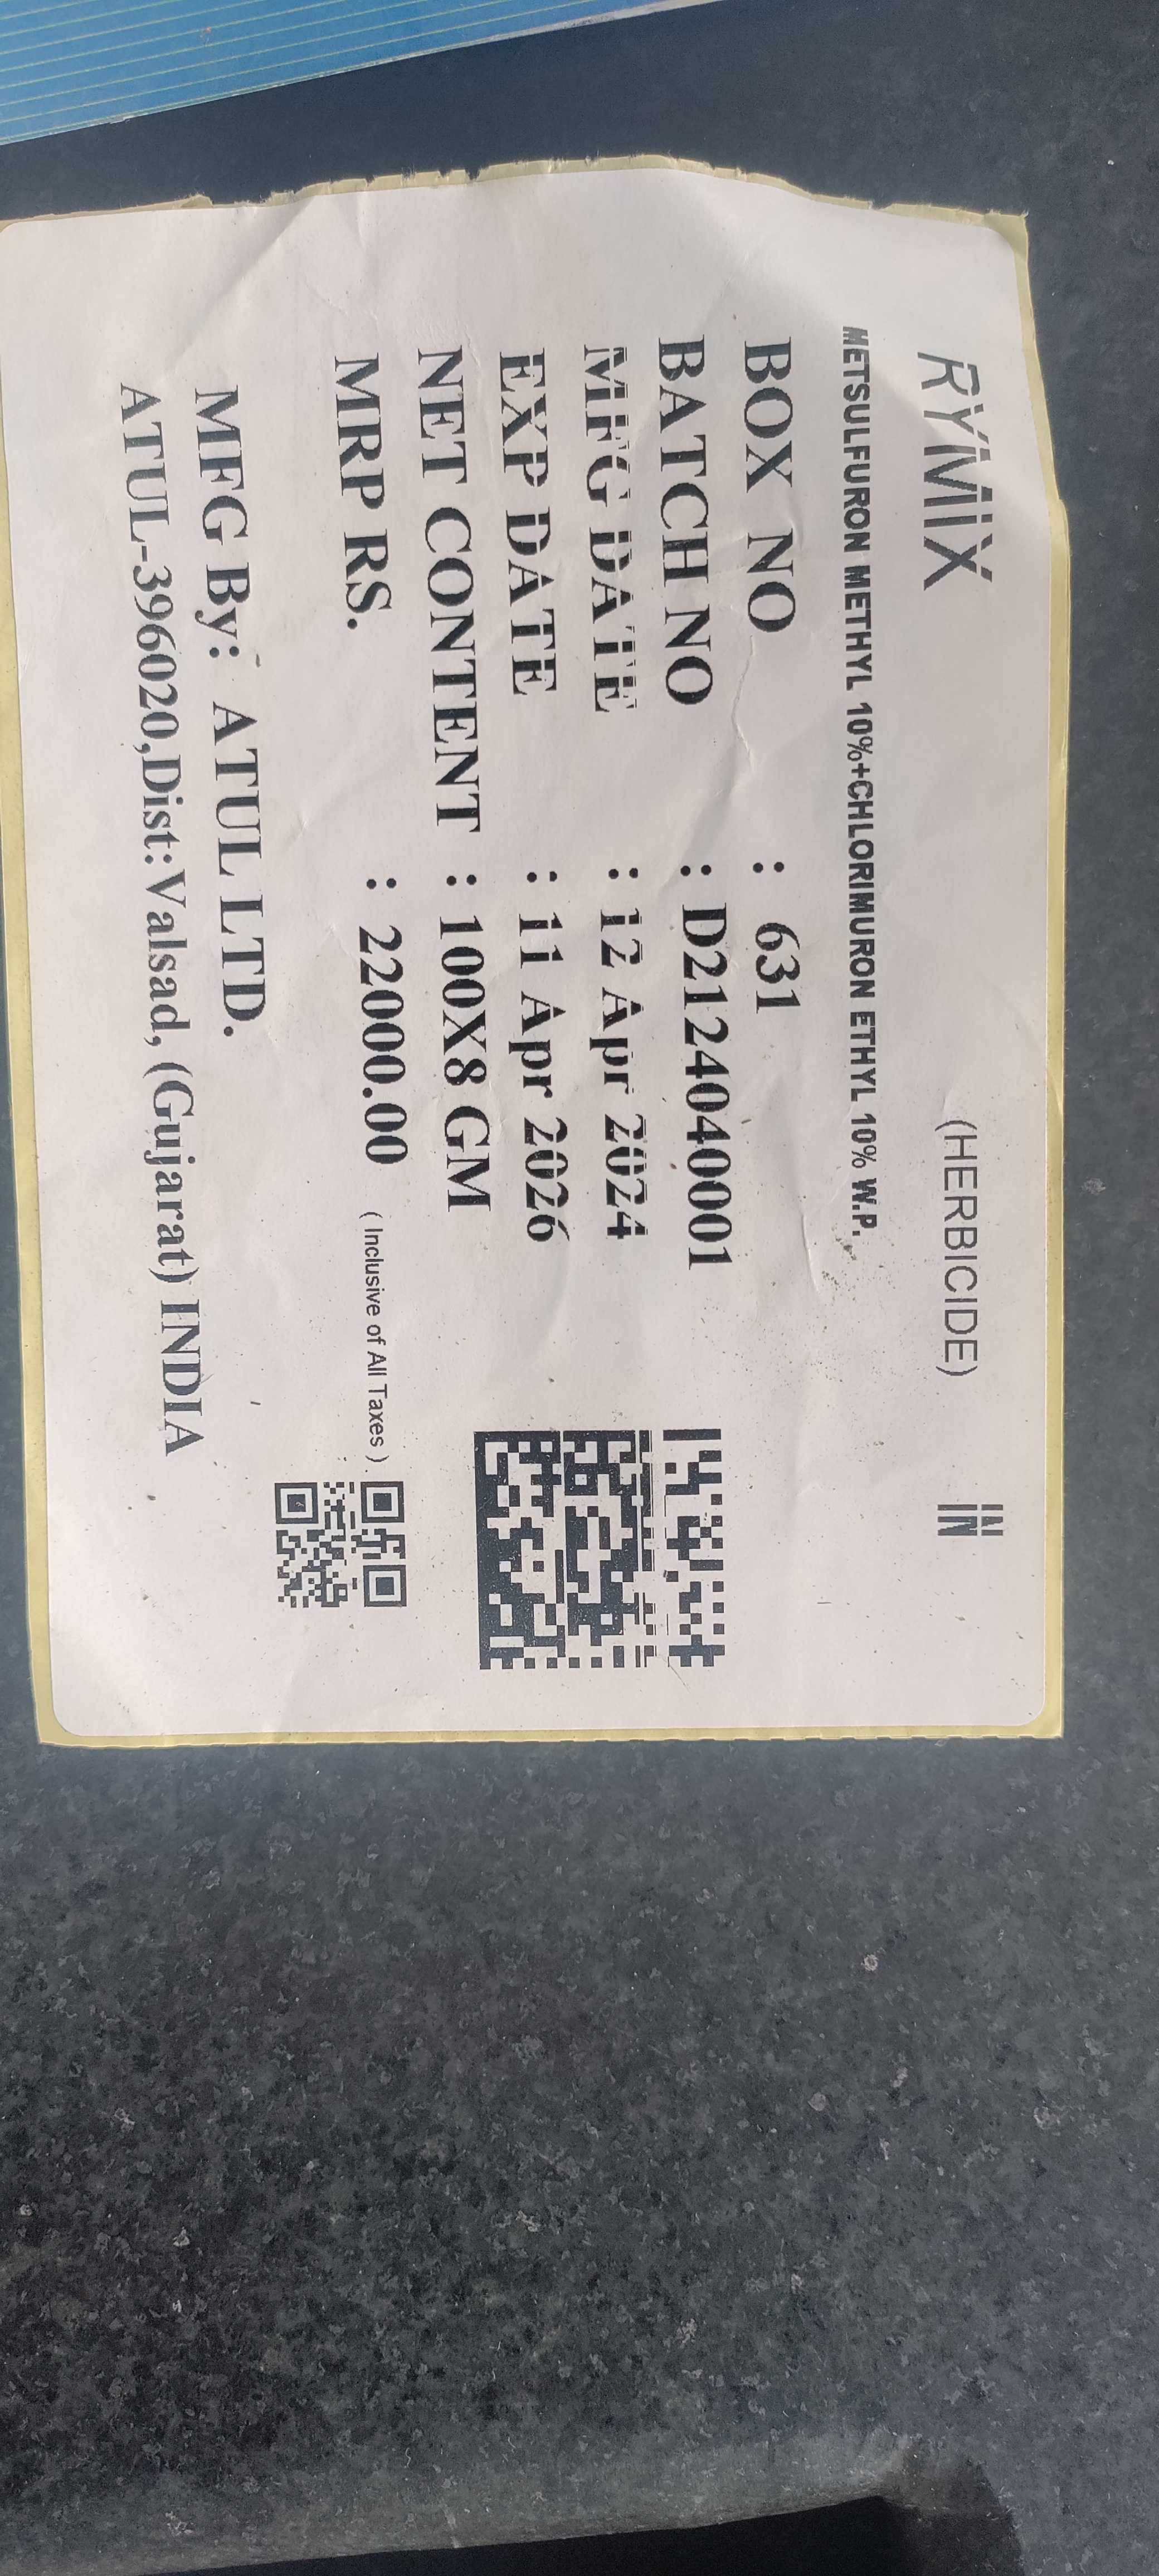 RYMIX (HERBICIDE) IN
METSULFURON METHYL 10%+CHLORIMURON ETHYL 10% W.P.
BOX NO : 631
BATCH NO : D2124040001
MFG DATE : 12 Apr 2024
EXP DATE : 11 Apr 2026
NET CONTENT : 100X8 GM
MRP RS. : 22000.00 ( Inclusive of All Taxes )
MFG By: ATUL LTD.
ATUL-396020,Dist:Valsad, (Gujarat) INDIA